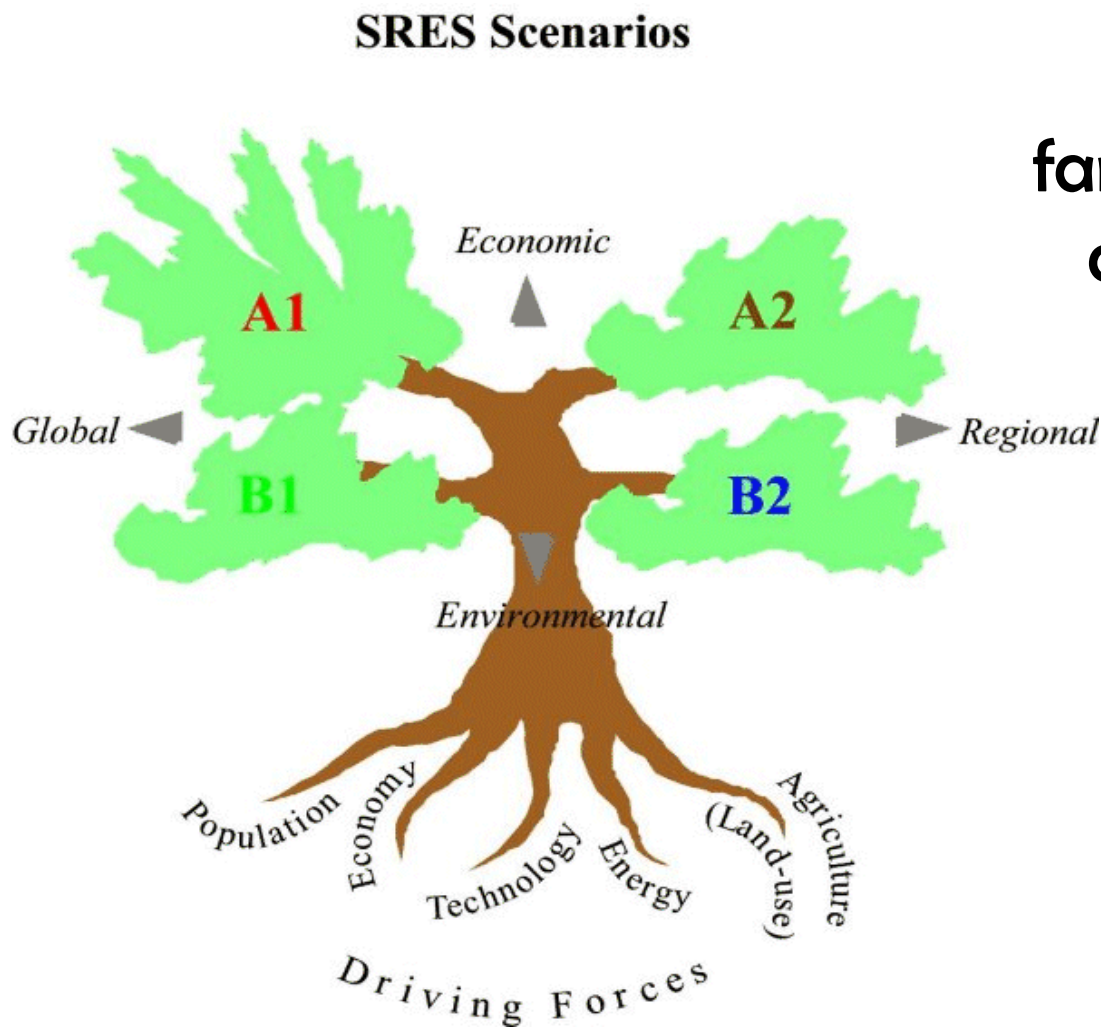 SRES Scenarios
Economic
A1
A2
Global
Regional
B1
B2
Environmental
Population
Economy
Technology
Energy
(Land-use)
Agriculture
Driving Forces